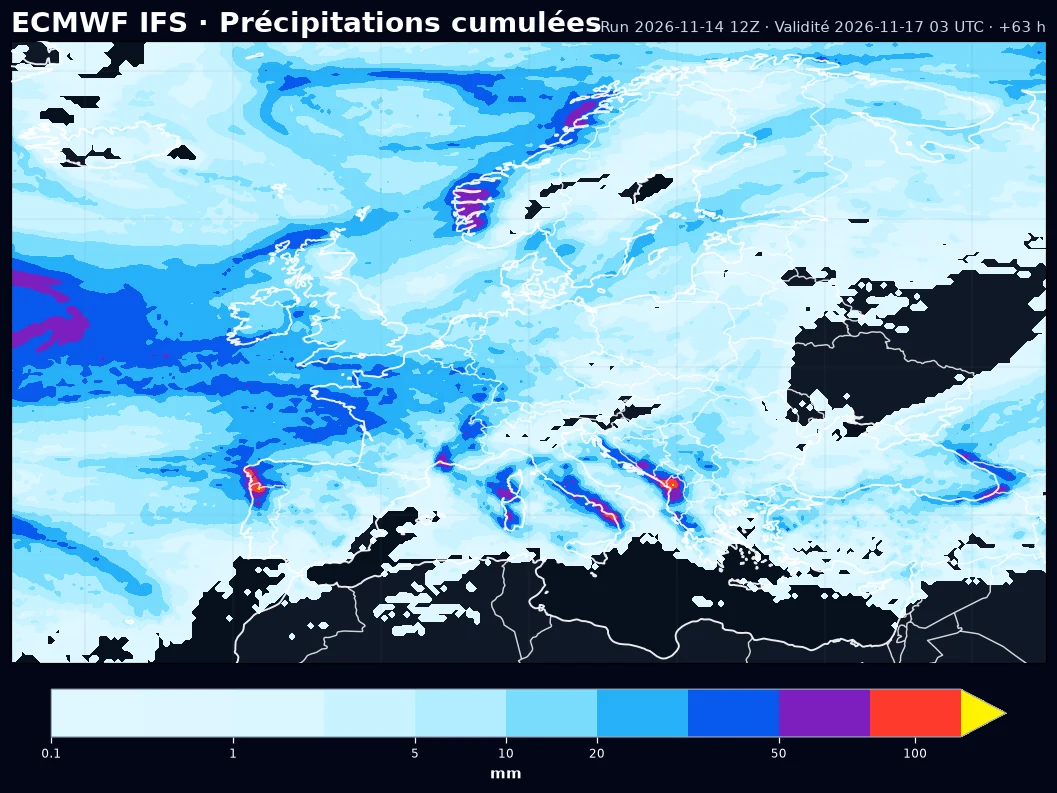 ECMWF IFS · Précipitations cumulées
Run 2026-11-14 12Z · Validité 2026-11-17 03 UTC · +63 h
0.1 1 5 10 20 50 100
mm